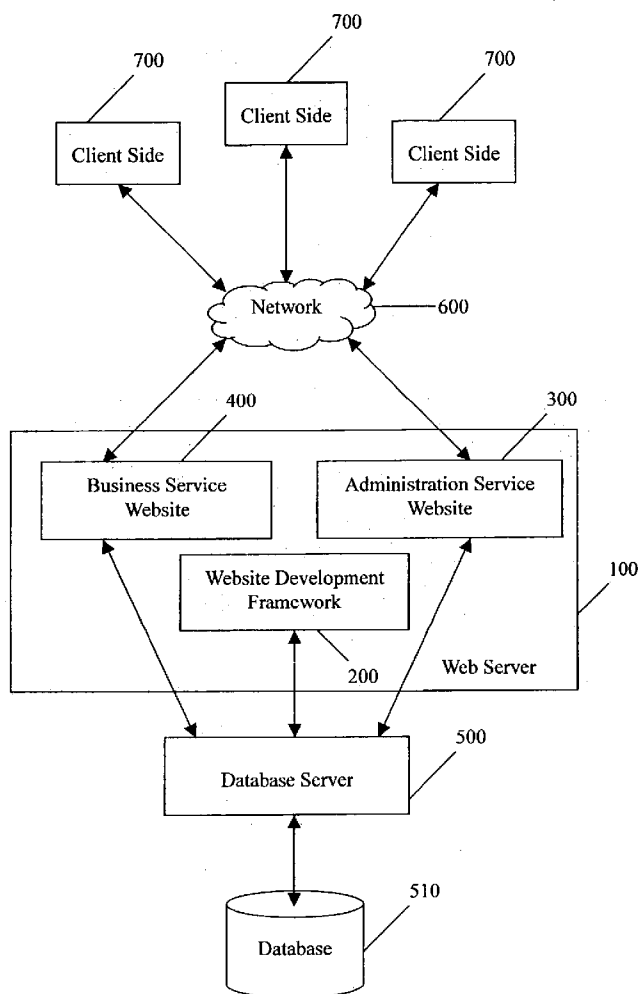 700
700
700
Client Side
Client Side
Client Side
Network
600
400
300
Business Service
Website
Administration Service
Website
Website Development
Framework
100
200
Web Server
500
Database Server
510
Database